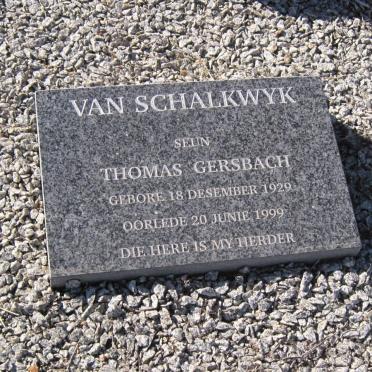 VAN SCHALKWYK
SEUN
THOMAS GERSBACH
GEBORE 18 DESEMBER 1929
OORLEDE 20 JUNIE 1999
DIE HERE IS MY HERDER